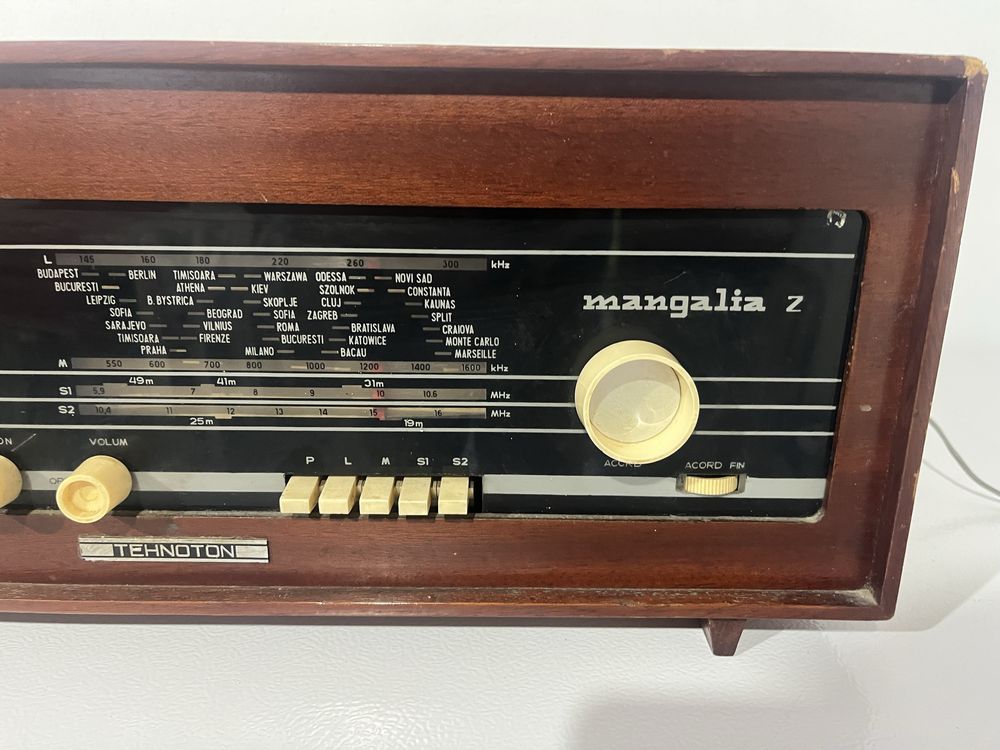 L 145 160 180 220 260 300 kHz
BUDAPEST BERLIN TIMISOARA WARSZAWA ODESSA NOVI SAD
BUCURESTI ATHENA KIEV SZOLNOK CONSTANTA
LEIPZIG B.BYSTRICA SKOPLJE CLUJ KAUNAS
SOFIA BEOGRAD SOFIA ZAGREB SPLIT
SARAJEVO VILNIUS ROMA BRATISLAVA CRAIOVA
TIMISOARA FIRENZE BUCURESTI KATOWICE MONTE CARLO
PRAHA MILANO BACAU MARSEILLE
M 550 600 700 800 1000 1200 1400 1600 kHz
49m 41m 31m
S1 5,9 7 8 9 10 10.6 MHz
S2 10,4 11 12 13 14 15 16 MHz
25m 19m
mangalia Z
VOLUM
P L M S1 S2
ACORD
ACORD FIN
TEHNOTON